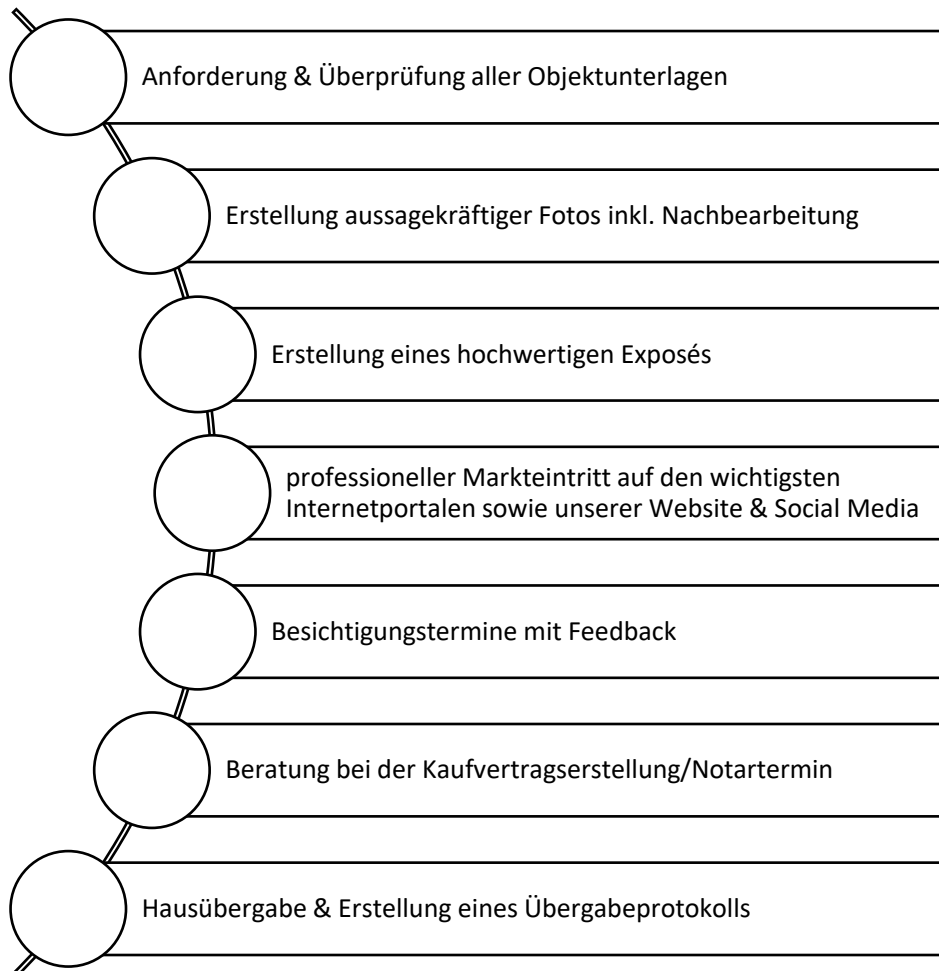 Anforderung & Überprüfung aller Objektunterlagen
Erstellung aussagekräftiger Fotos inkl. Nachbearbeitung
Erstellung eines hochwertigen Exposés
professioneller Markteintritt auf den wichtigsten
Internetportalen sowie unserer Website & Social Media
Besichtigungstermine mit Feedback
Beratung bei der Kaufvertragserstellung/Notartermin
Hausübergabe & Erstellung eines Übergabeprotokolls